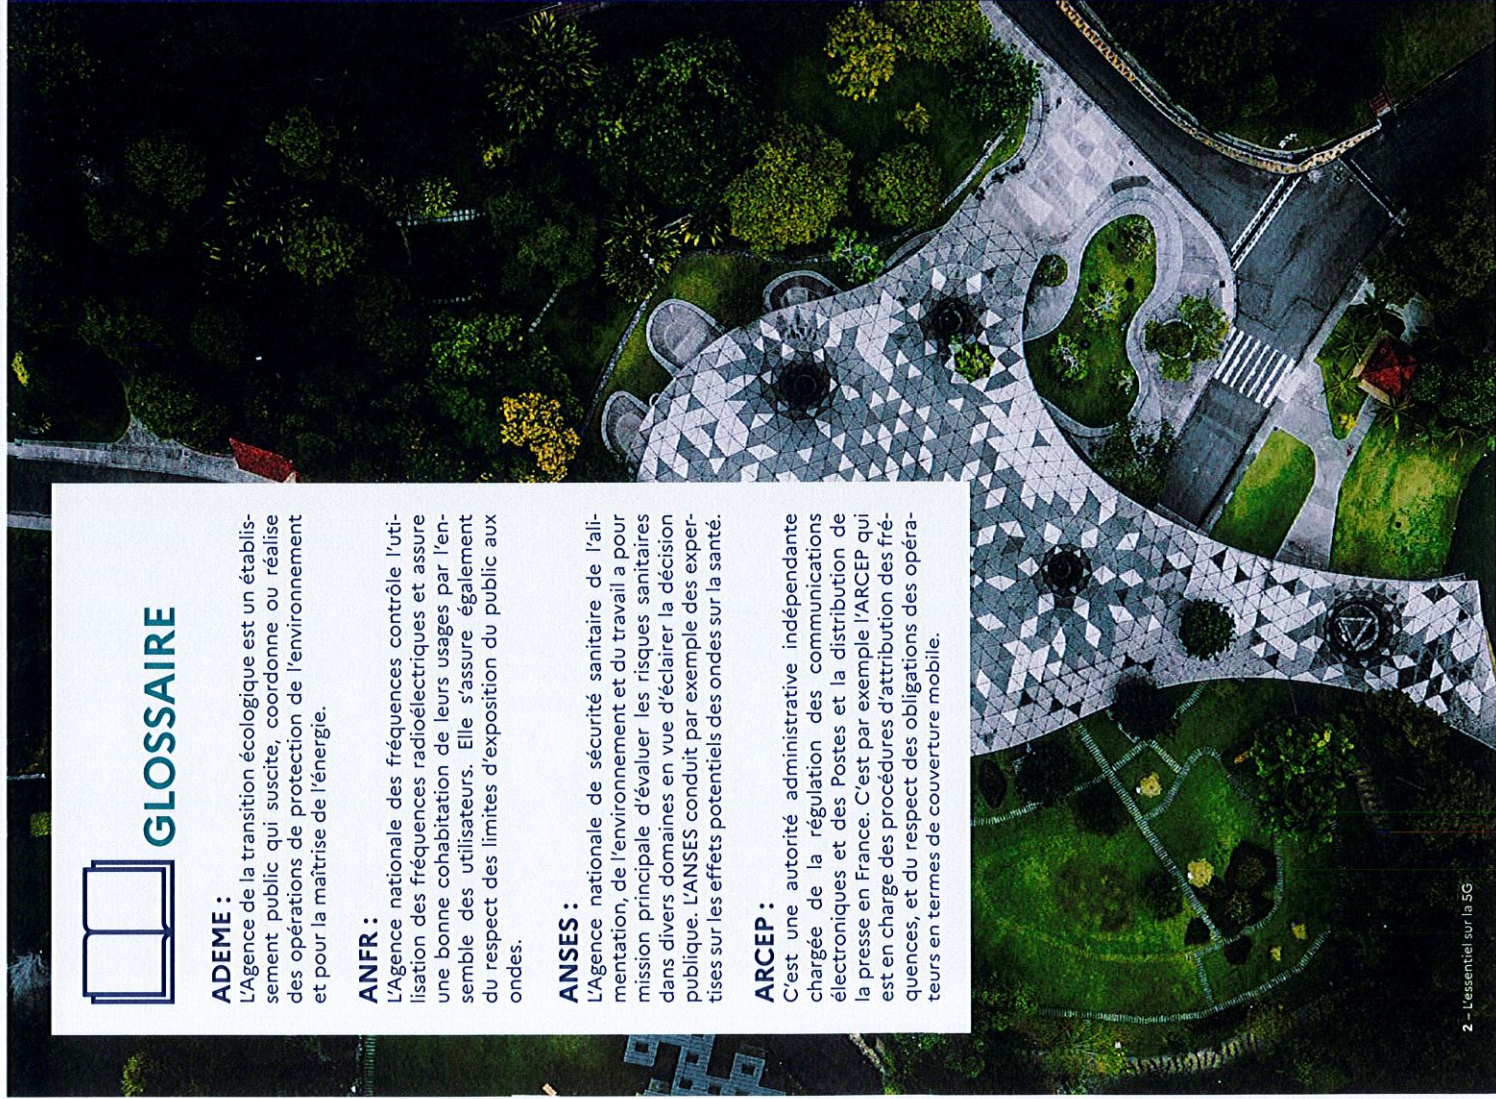 GLOSSAIRE
ADEME :
L'Agence de la transition écologique est un établis-
sement public qui suscite, coordonne ou réalise
des opérations de protection de l'environnement
et pour la maîtrise de l'énergie.
ANFR :
L'Agence nationale des fréquences contrôle l'uti-
lisation des fréquences radioélectriques et assure
une bonne cohabitation de leurs usages par l'en-
semble des utilisateurs. Elle s'assure également
du respect des limites d'exposition du public aux
ondes.
ANSES :
L'Agence nationale de sécurité sanitaire de l'ali-
mentation, de l'environnement et du travail a pour
mission principale d'évaluer les risques sanitaires
dans divers domaines en vue d'éclairer la décision
publique. L'ANSES conduit par exemple des exper-
tises sur les effets potentiels des ondes sur la santé.
ARCEP :
C'est une autorité administrative indépendante
chargée de la régulation des communications
électroniques et des Postes et la distribution de
la presse en France. C'est par exemple l'ARCEP qui
est en charge des procédures d'attribution des fré-
quences, et du respect des obligations des opéra-
teurs en termes de couverture mobile.
2 – L'essentiel sur la 5G